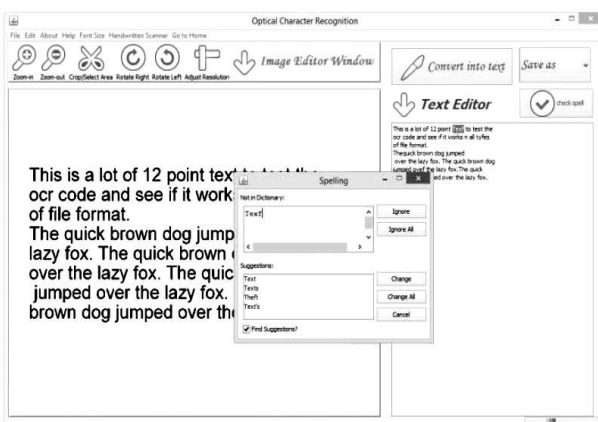 Optical Character Recognition
File Edit About Help Font Size Handwritten Scanner Go to Home
Zoom-in Zoom-out Crop/Select Area Rotate Right Rotate Left Adjust Resolution
Image Editor Window
Convert into text
Save as
Text Editor
check spell
This is a lot of 12 point text to test the
ocr code and see if it work
of file format.
The quick brown dog jump
lazy fox. The quick brown
over the lazy fox. The quic
jumped over the lazy fox.
brown dog jumped over the
This is a lot of 12 point Texf to test the
ocr code and see if it works n all tyfes
of file format.
Thequick brown dog jumped
over the lazy fox. The quick brown dog
jumped over the lazy fox.The quick
ed over the lazy fox.
Spelling
Not in Dictionary:
Texf
Ignore
Ignore All
Suggestions:
Text
Texts
Theft
Text's
Change
Change All
Cancel
Find Suggestions?